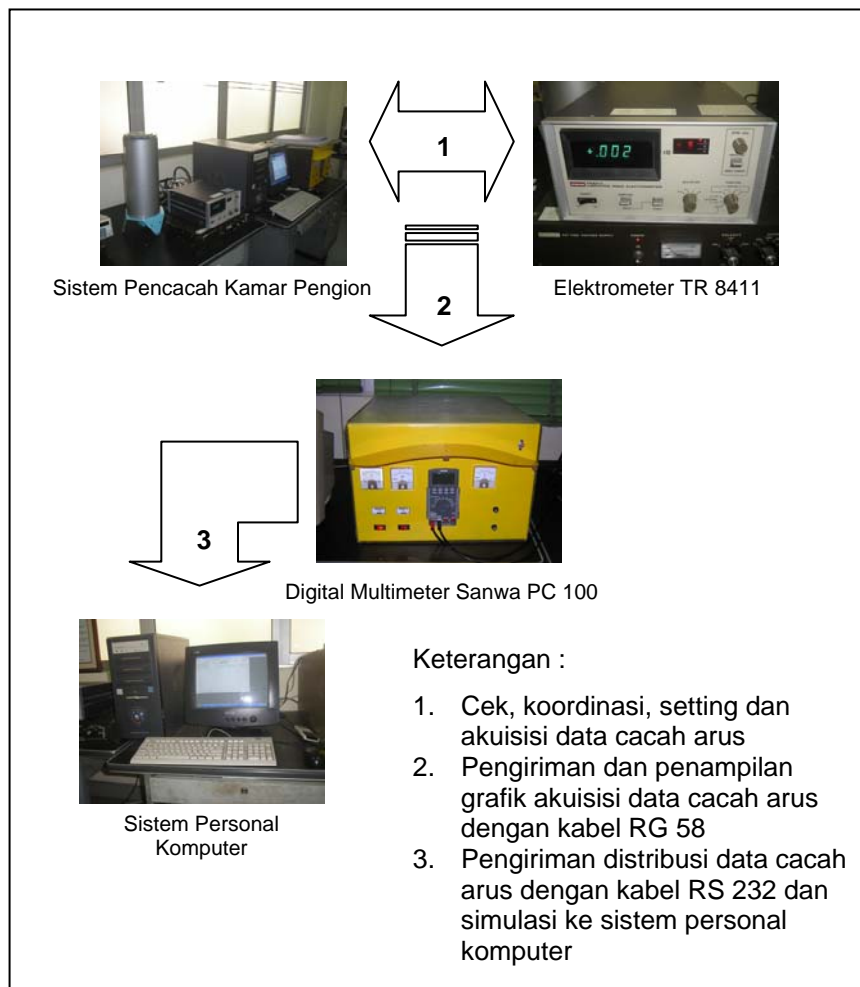 1
+.002
Sistem Pencacah Kamar Pengion
Elektrometer TR 8411
2
Digital Multimeter Sanwa PC 100
3
Sistem Personal
Komputer
Keterangan :
1. Cek, koordinasi, setting dan
akuisisi data cacah arus
2. Pengiriman dan penampilan
grafik akuisisi data cacah arus
dengan kabel RG 58
3. Pengiriman distribusi data cacah
arus dengan kabel RS 232 dan
simulasi ke sistem personal
komputer